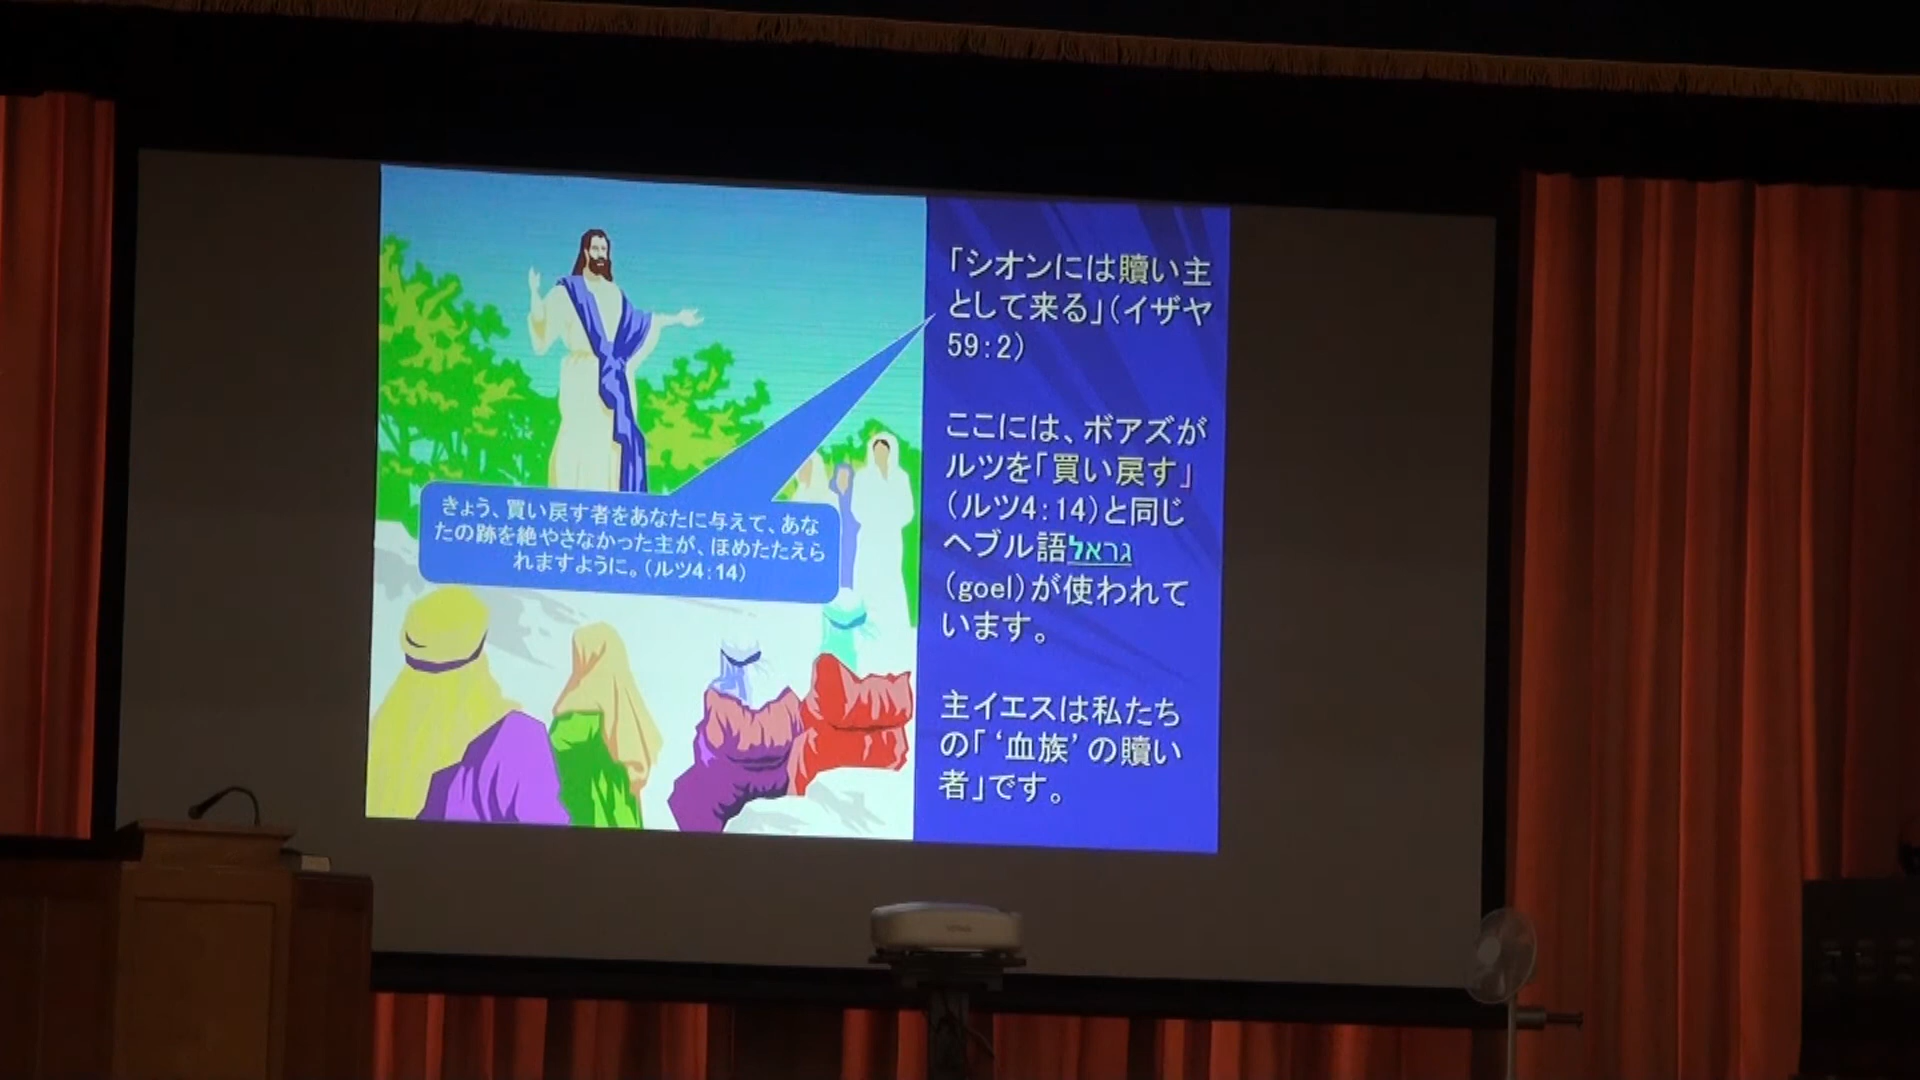 「シオンには贖い主
として来る」（イザヤ
59：2）
ここには、ボアズが
ルツを「買い戻す」
（ルツ4：14）と同じ
ヘブル語גראל
（goel）が使われて
います。
主イエスは私たち
の「‘血族’の贖い
者」です。
きょう、買い戻す者をあなたに与えて、あな
たの跡を絶やさなかった主が、ほめたたえら
れますように。（ルツ4：14）